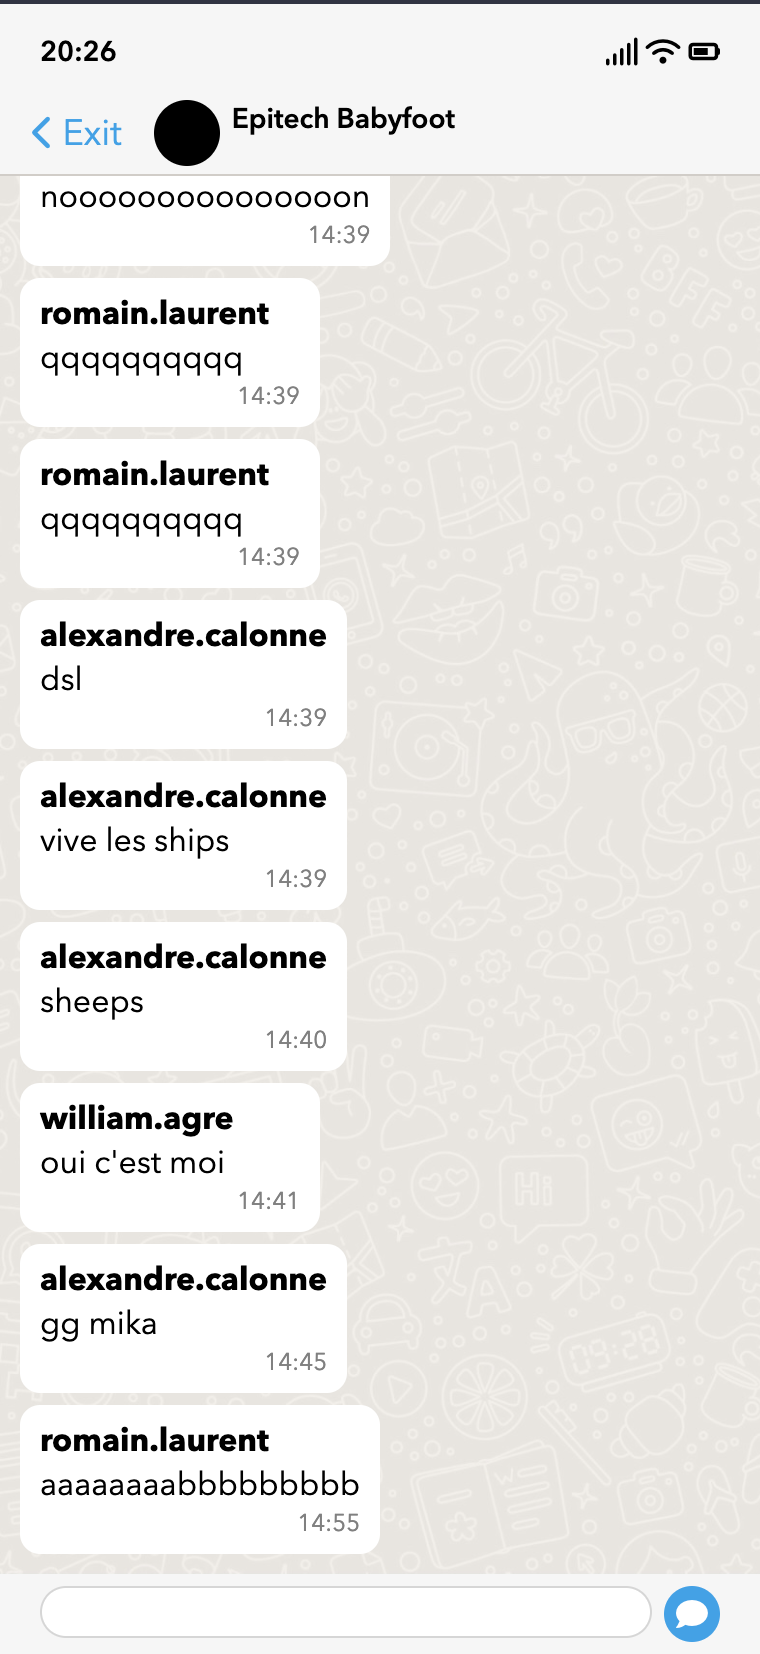 20:26
Exit
Epitech Babyfoot
nooooooooooooooon
14:39
romain.laurent
qqqqqqqqqq
14:39
romain.laurent
qqqqqqqqqq
14:39
alexandre.calonne
dsl
14:39
alexandre.calonne
vive les ships
14:39
alexandre.calonne
sheeps
14:40
william.agre
oui c'est moi
14:41
alexandre.calonne
gg mika
14:45
romain.laurent
aaaaaaaabbbbbbbbb
14:55